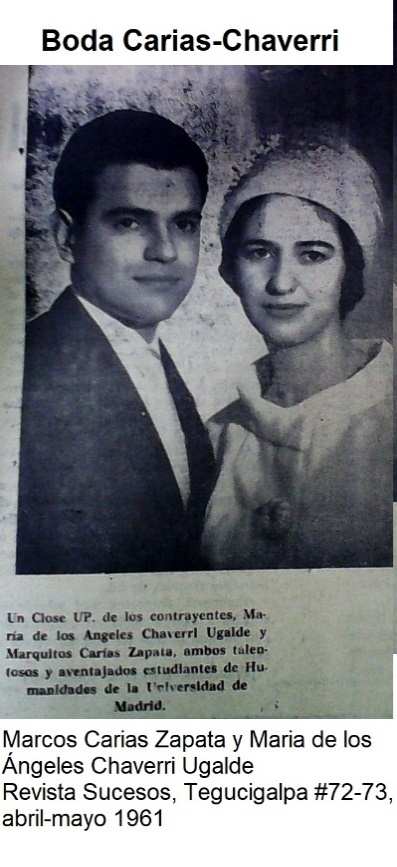 Boda Carias-Chaverri
Un Close UP. de los contrayentes, Ma-
ría de los Angeles Chaverri Ugalde y
Marquitos Carías Zapata, ambos talen-
tosos y aventajados estudiantes de Hu-
manidades de la Universidad de
Madrid.
Marcos Carias Zapata y Maria de los
Ángeles Chaverri Ugalde
Revista Sucesos, Tegucigalpa #72-73,
abril-mayo 1961